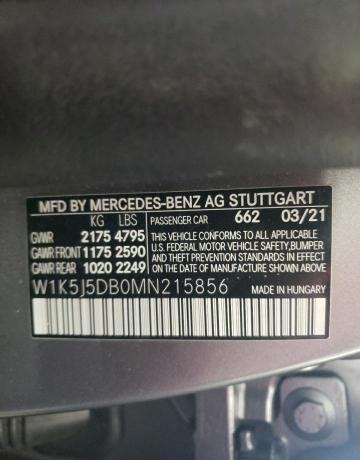 MFD BY MERCEDES-BENZ AG STUTTGART
KG LBS
PASSENGER CAR 662 03/21
GVWR 2175 4795
GAWR FRONT 1175 2590
GAWR REAR 1020 2249
THIS VEHICLE CONFORMS TO ALL APPLICABLE
U.S. FEDERAL MOTOR VEHICLE SAFETY, BUMPER
AND THEFT PREVENTION STANDARDS IN EFFECT
ON THE DATE OF MANUFACTURE SHOWN ABOVE.
W1K5J5DB0MN215856
MADE IN HUNGARY